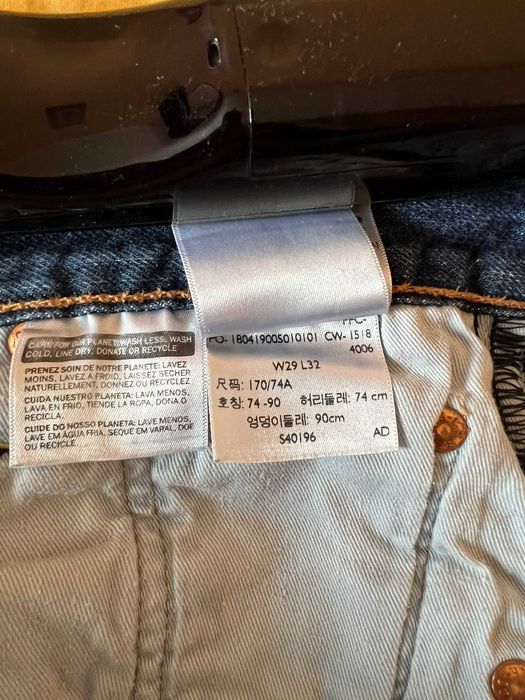 CARE FOR OUR PLANET: WASH LESS, WASH
COLD, LINE DRY, DONATE OR RECYCLE
PRENEZ SOIN DE NOTRE PLANÈTE: LAVEZ
MOINS, LAVEZ À FROID, LAISSEZ SÉCHER
NATURELLEMENT, DONNEZ OU RECYCLEZ
CUIDA NUESTRO PLANETA: LAVA MENOS,
LAVA EN FRIO, TIENDE LA ROPA, DONA O
RECICLA.
CUIDE DO NOSSO PLANETA: LAVE MENOS,
LAVE EM ÁGUA FRIA, SEQUE EM VARAL, DOE
OU RECICLE
PO- 180419005010101 CW- 1518
4006
W29 L32
尺码: 170/74A
호칭: 74 -90 허리둘레: 74 cm
엉덩이둘레: 90cm
S40196
AD